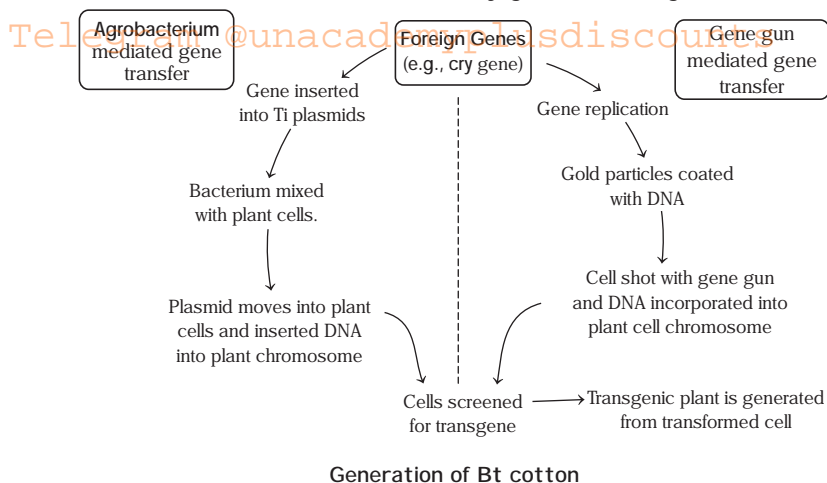 Telegram @unacademyplusdiscounts
Agrobacterium
mediated gene
transfer
Foreign Genes
(e.g., cry gene)
Gene gun
mediated gene
transfer
Gene inserted
into Ti plasmids
Gene replication
Bacterium mixed
with plant cells.
Gold particles coated
with DNA
Plasmid moves into plant
cells and inserted DNA
into plant chromosome
Cell shot with gene gun
and DNA incorporated into
plant cell chromosome
Cells screened
for transgene
Transgenic plant is generated
from transformed cell
Generation of Bt cotton